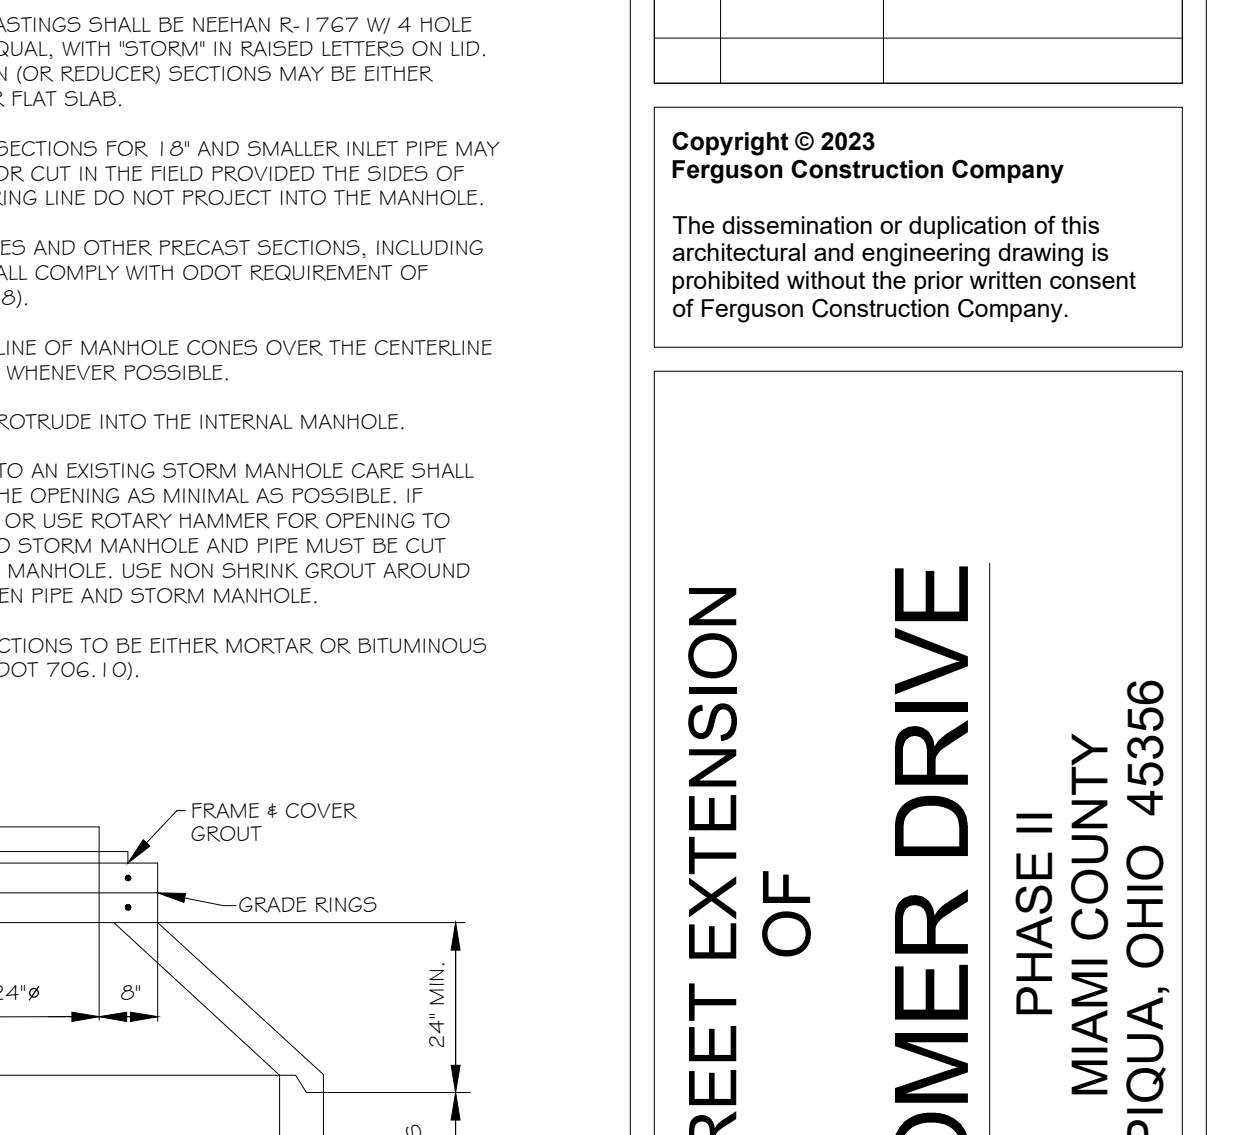 ASTINGS SHALL BE NEEHAN R-1767 W/ 4 HOLE
QUAL, WITH "STORM" IN RAISED LETTERS ON LID.
N (OR REDUCER) SECTIONS MAY BE EITHER
R FLAT SLAB.
SECTIONS FOR 18" AND SMALLER INLET PIPE MAY
OR CUT IN THE FIELD PROVIDED THE SIDES OF
RING LINE DO NOT PROJECT INTO THE MANHOLE.
ES AND OTHER PRECAST SECTIONS, INCLUDING
ALL COMPLY WITH ODOT REQUIREMENT OF
8).
LINE OF MANHOLE CONES OVER THE CENTERLINE
WHENEVER POSSIBLE.
ROTRUDE INTO THE INTERNAL MANHOLE.
TO AN EXISTING STORM MANHOLE CARE SHALL
HE OPENING AS MINIMAL AS POSSIBLE. IF
OR USE ROTARY HAMMER FOR OPENING TO
O STORM MANHOLE AND PIPE MUST BE CUT
MANHOLE. USE NON SHRINK GROUT AROUND
EN PIPE AND STORM MANHOLE.
CTIONS TO BE EITHER MORTAR OR BITUMINOUS
DOT 706.10).
FRAME & COVER
GROUT
GRADE RINGS
24"ø
8"
24" MIN.
S
Copyright © 2023
Ferguson Construction Company
The dissemination or duplication of this
architectural and engineering drawing is
prohibited without the prior written consent
of Ferguson Construction Company.
REET EXTENSION
OF
OMER DRIVE
PHASE II
MIAMI COUNTY
PIQUA, OHIO 45356